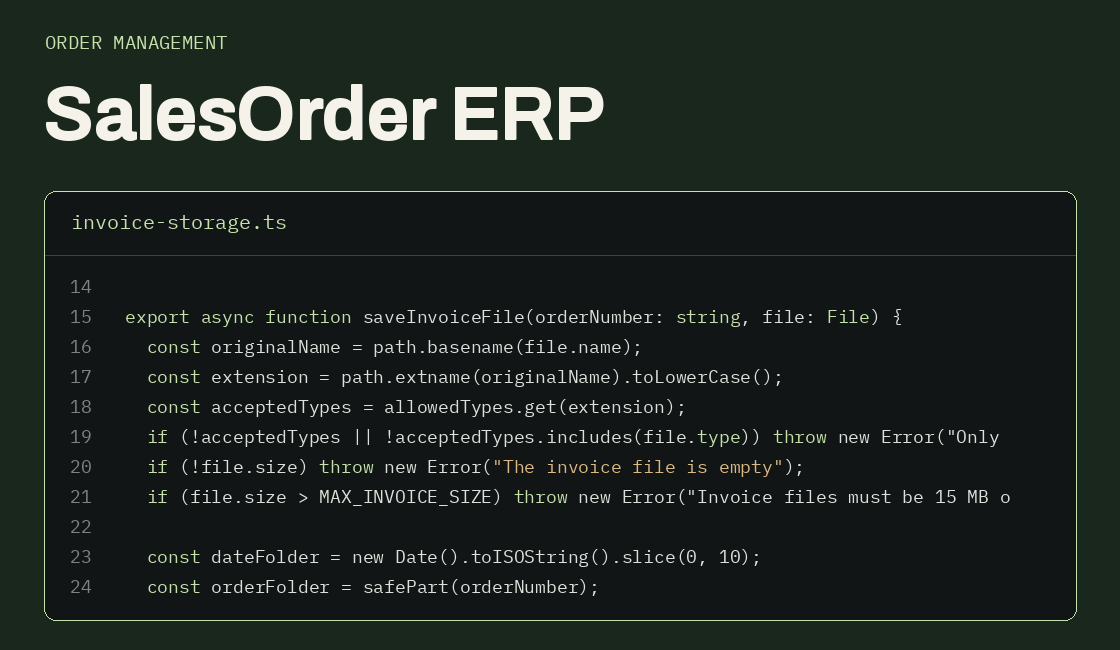 ORDER MANAGEMENT
SalesOrder ERP
invoice-storage.ts
14
15 export async function saveInvoiceFile(orderNumber: string, file: File) {
16 const originalName = path.basename(file.name);
17 const extension = path.extname(originalName).toLowerCase();
18 const acceptedTypes = allowedTypes.get(extension);
19 if (!acceptedTypes || !acceptedTypes.includes(file.type)) throw new Error("Only
20 if (!file.size) throw new Error("The invoice file is empty");
21 if (file.size > MAX_INVOICE_SIZE) throw new Error("Invoice files must be 15 MB o
22
23 const dateFolder = new Date().toISOString().slice(0, 10);
24 const orderFolder = safePart(orderNumber);